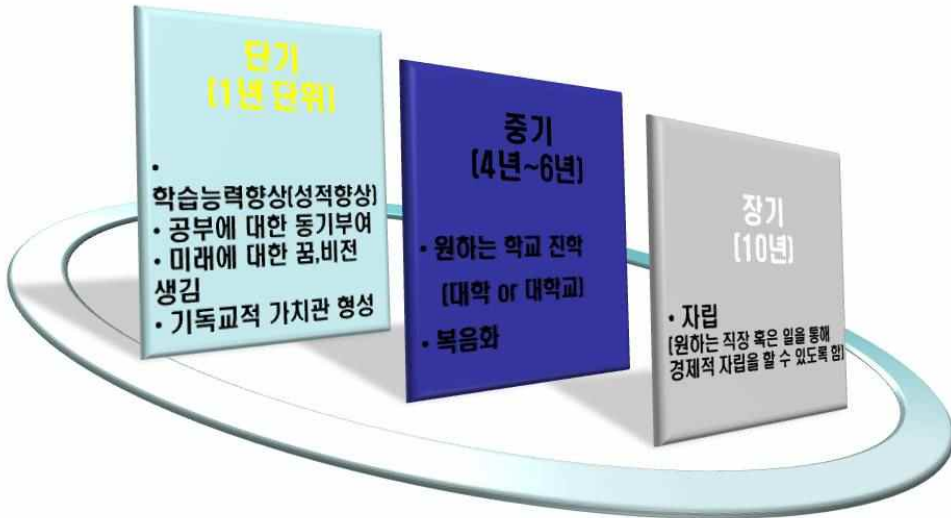 단기
(1년 단위)
•
학습능력향상(성적향상)
• 공부에 대한 동기부여
• 미래에 대한 꿈,비전
생김
• 기독교적 가치관 형성
중기
(4년~6년)
• 원하는 학교 진학
(대학 or 대학교)
• 복음화
장기
(10년)
• 자립
(원하는 직장 혹은 일을 통해
경제적 자립을 할 수 있도록 함)